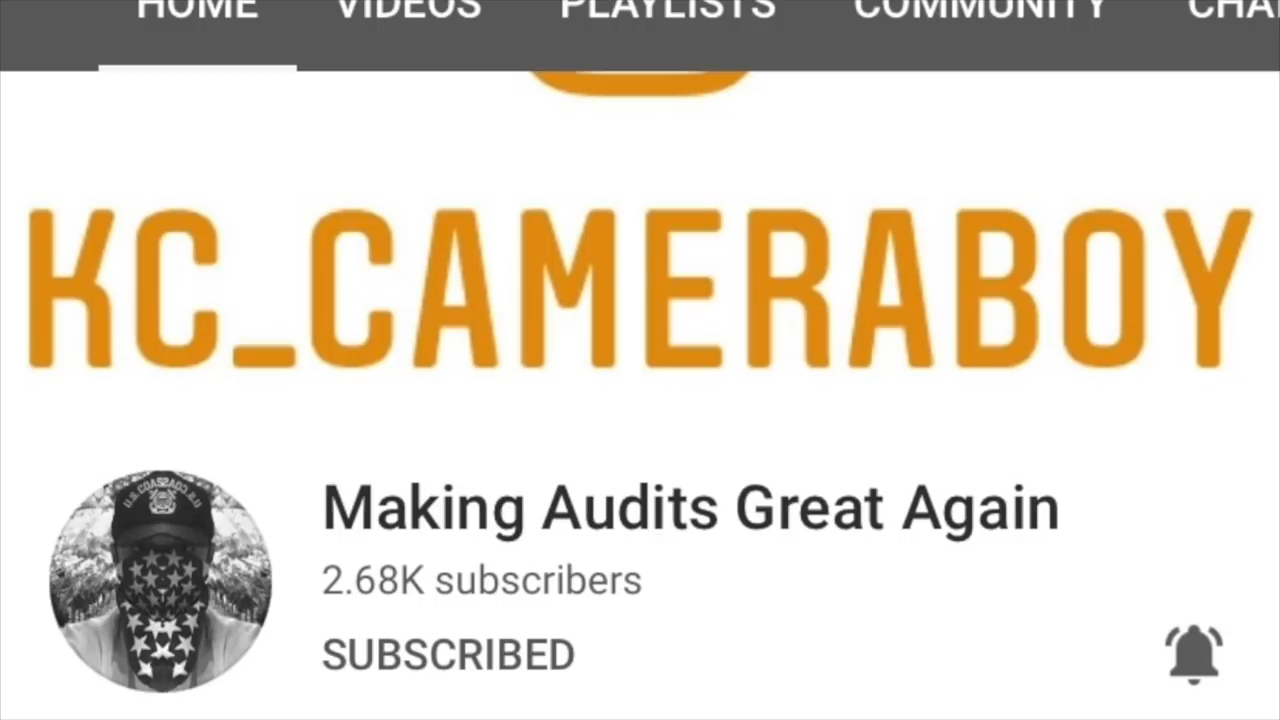 HOME VIDEOS PLAYLISTS COMMUNITY
KC_CAMERABOY
Making Audits Great Again
2.68K subscribers
SUBSCRIBED